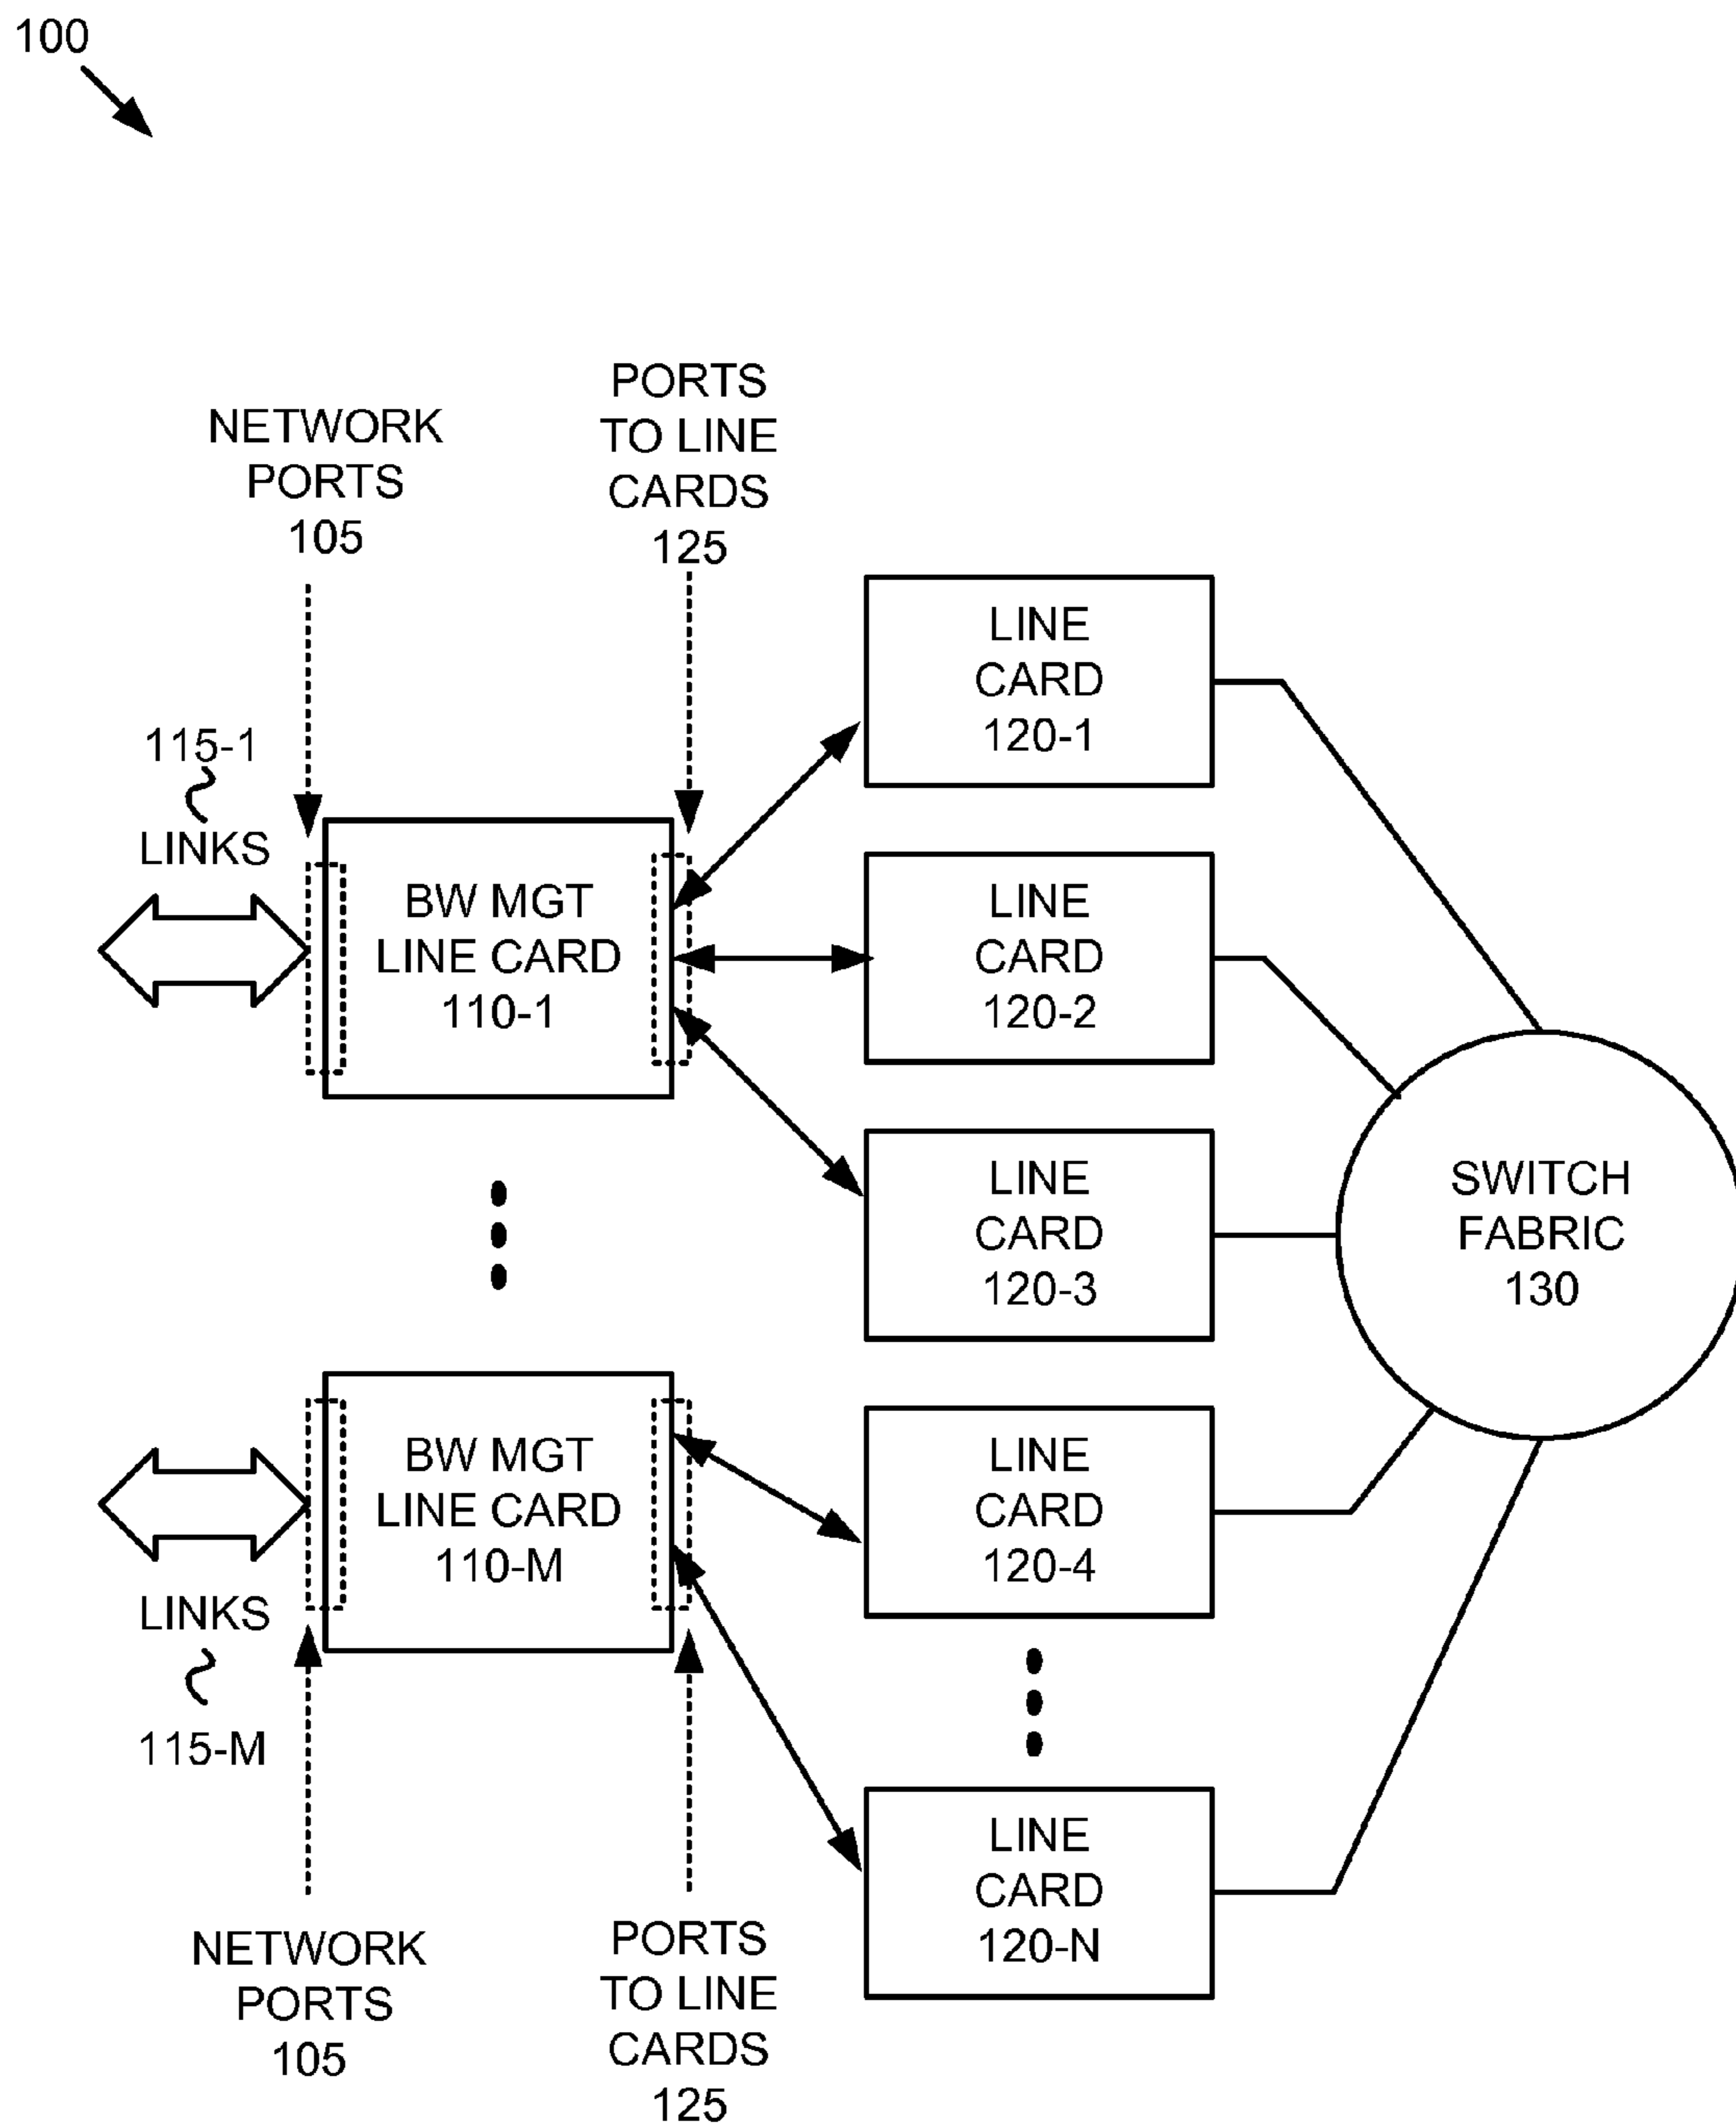 100
NETWORK
PORTS
105
PORTS
TO LINE
CARDS
125
115-1
LINKS
BW MGT
LINE CARD
110-1
LINE
CARD
120-1
LINE
CARD
120-2
LINE
CARD
120-3
SWITCH
FABRIC
130
BW MGT
LINE CARD
110-M
LINKS
115-M
LINE
CARD
120-4
LINE
CARD
120-N
NETWORK
PORTS
105
PORTS
TO LINE
CARDS
125